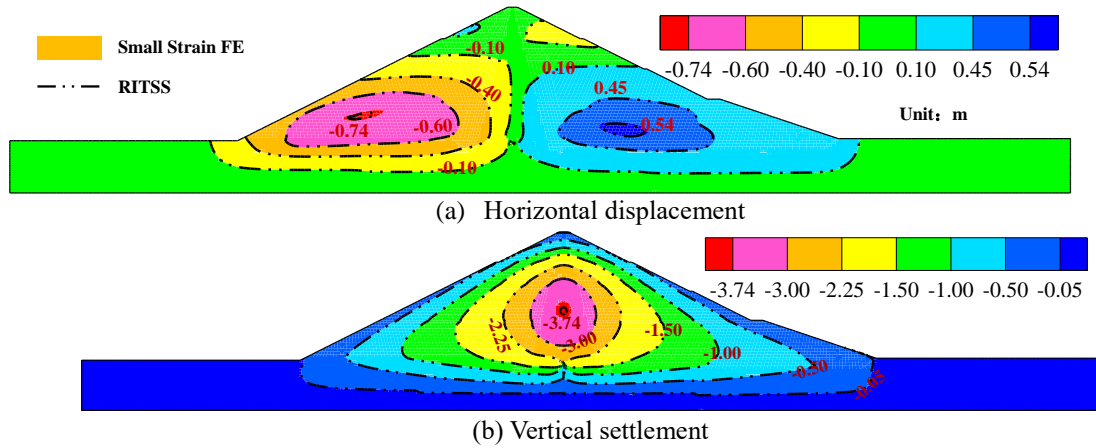 Small Strain FE
RITSS
-0.10
0.10
-0.40
0.45
-0.74
-0.60
0.54
-0.10
-0.74 -0.60 -0.40 -0.10 0.10 0.45 0.54
Unit：m
(a) Horizontal displacement
-3.74
-2.25
-3.00
-1.50
-1.00
-0.50
-0.05
-3.74 -3.00 -2.25 -1.50 -1.00 -0.50 -0.05
(b) Vertical settlement